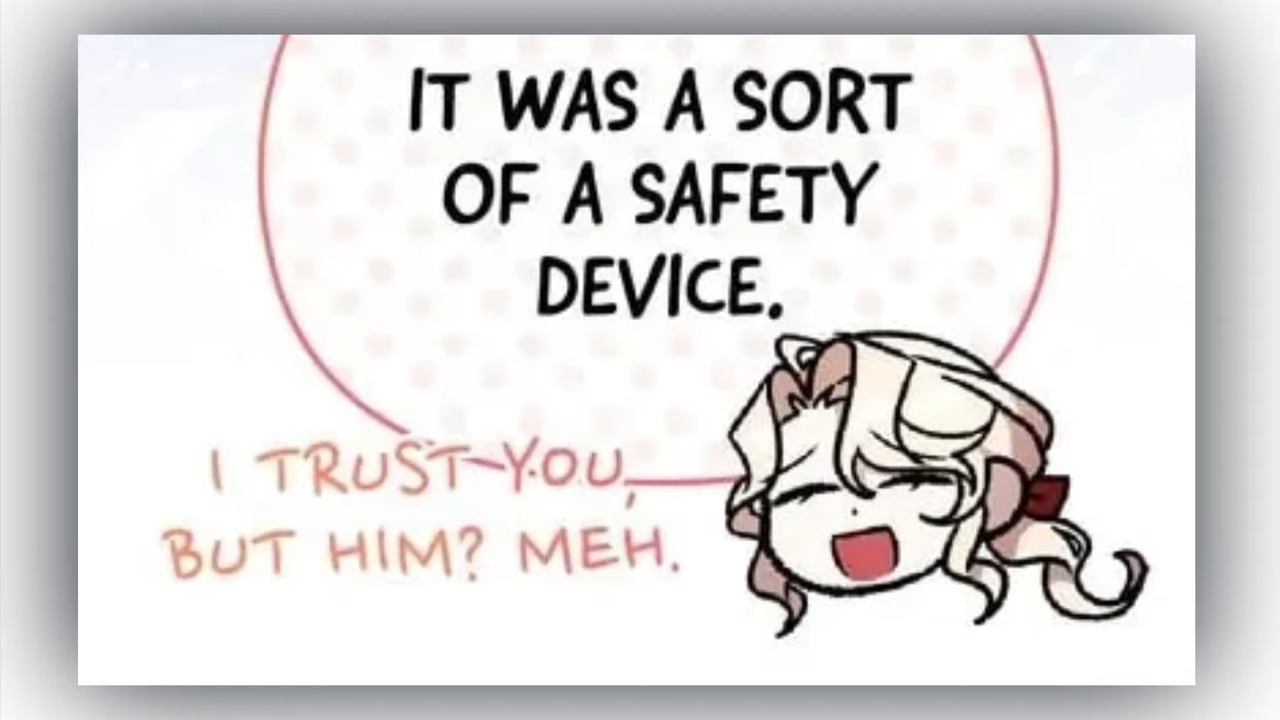 IT WAS A SORT
OF A SAFETY
DEVICE.
I TRUST YOU,
BUT HIM? MEH.